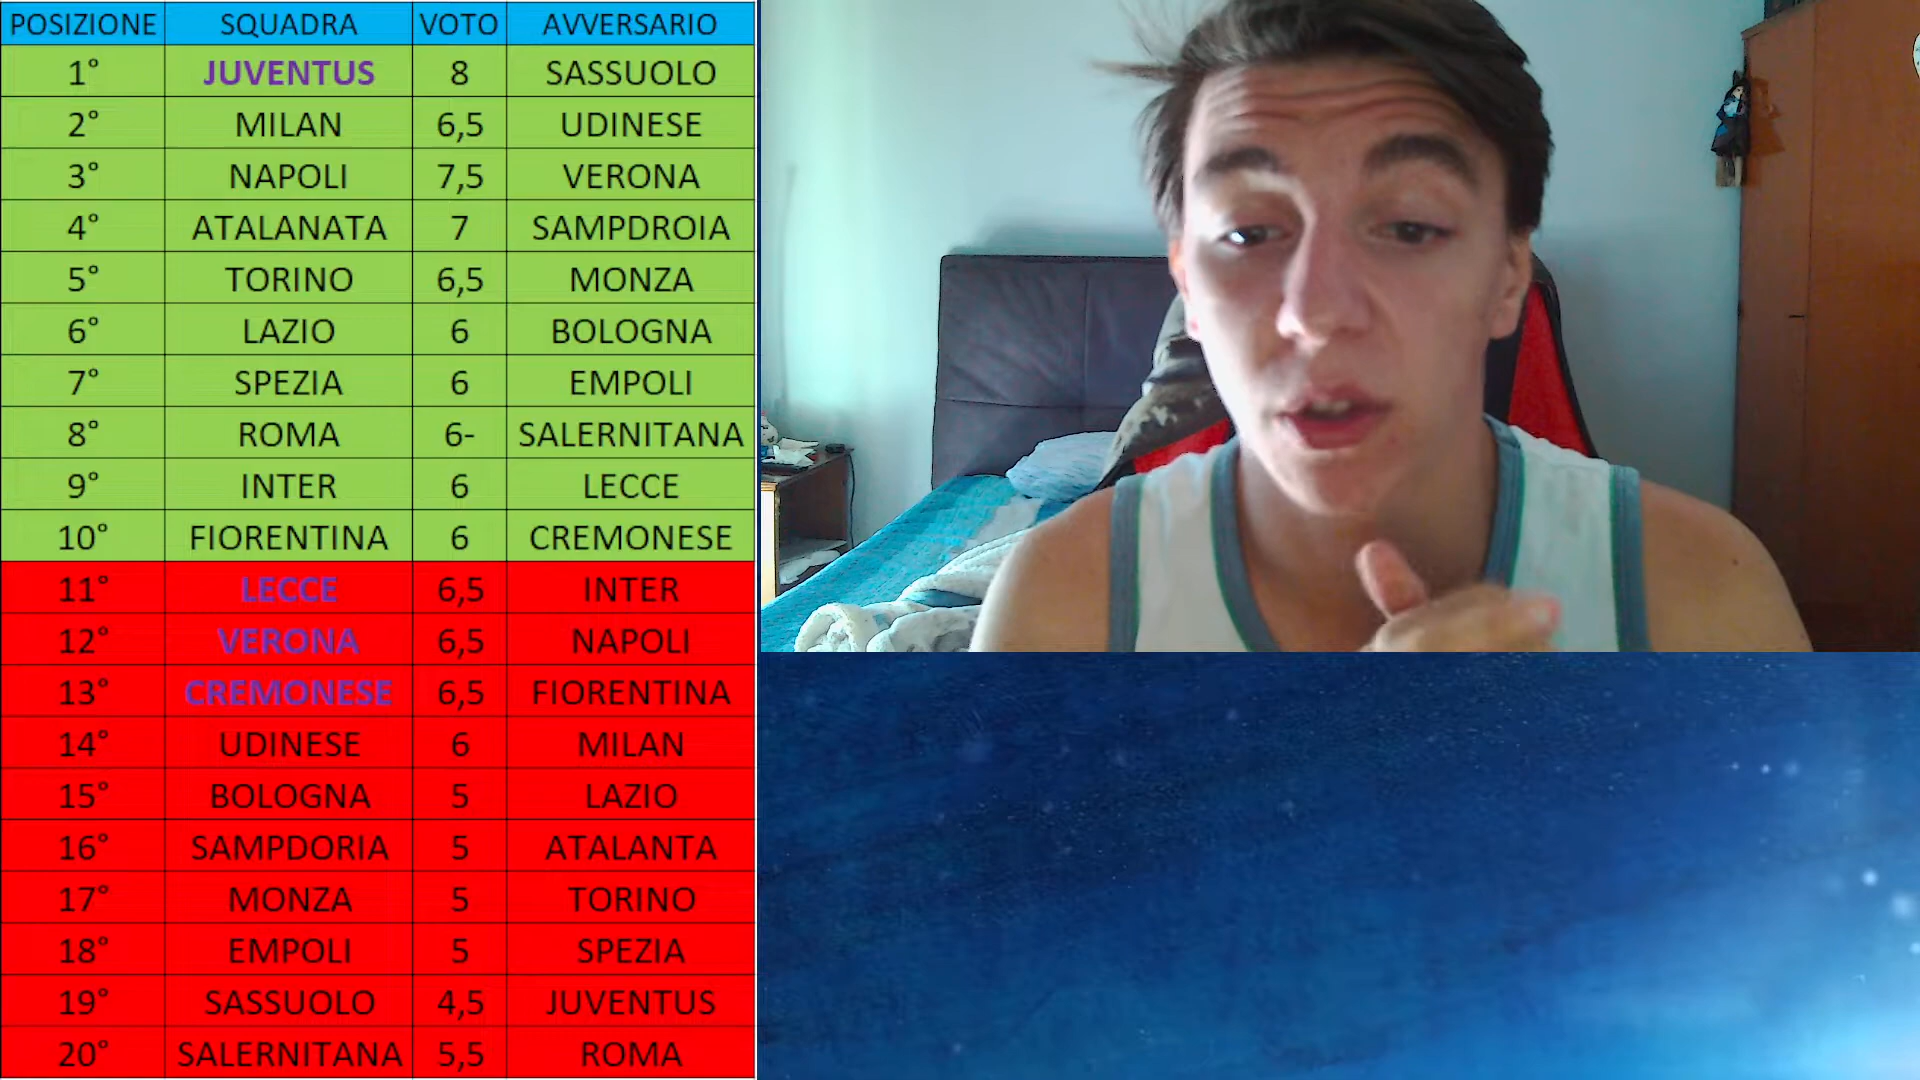 POSIZIONE SQUADRA VOTO AVVERSARIO
1° JUVENTUS 8 SASSUOLO
2° MILAN 6,5 UDINESE
3° NAPOLI 7,5 VERONA
4° ATALANATA 7 SAMPDROIA
5° TORINO 6,5 MONZA
6° LAZIO 6 BOLOGNA
7° SPEZIA 6 EMPOLI
8° ROMA 6- SALERNITANA
9° INTER 6 LECCE
10° FIORENTINA 6 CREMONESE
11° LECCE 6,5 INTER
12° VERONA 6,5 NAPOLI
13° CREMONESE 6,5 FIORENTINA
14° UDINESE 6 MILAN
15° BOLOGNA 5 LAZIO
16° SAMPDORIA 5 ATALANTA
17° MONZA 5 TORINO
18° EMPOLI 5 SPEZIA
19° SASSUOLO 4,5 JUVENTUS
20° SALERNITANA 5,5 ROMA